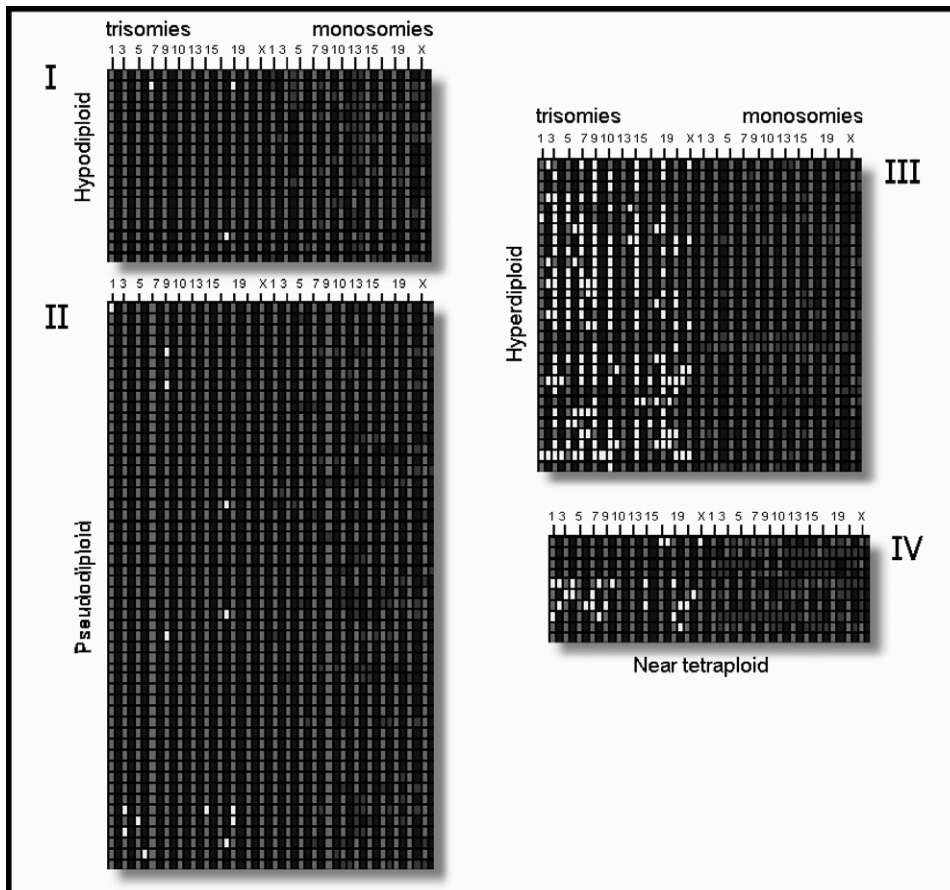 trisomies monosomies
1 3 5 7 9 10 13 15 19 X 1 3 5 7 9 10 13 15 19 X
I
Hypodiploid
1 3 5 7 9 10 13 15 19 X 1 3 5 7 9 10 13 15 19 X
II
Pseudodiploid
trisomies monosomies
1 3 5 7 9 10 13 15 19 X 1 3 5 7 9 10 13 15 19 X
III
Hyperdiploid
1 3 5 7 9 10 13 15 19 X 1 3 5 7 9 10 13 15 19 X
IV
Near tetraploid